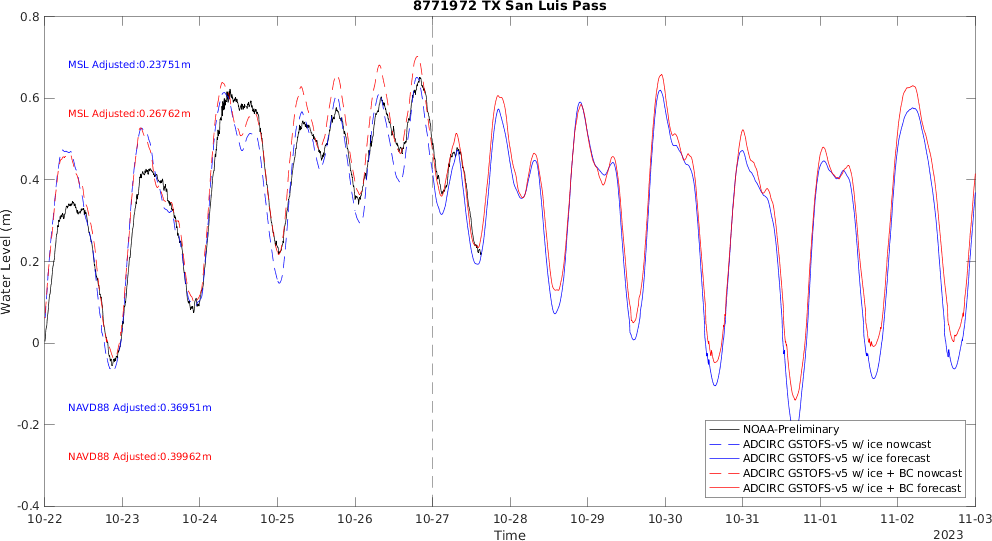 8771972 TX San Luis Pass
0.8
0.6
0.4
0.2
0
-0.2
-0.4
Water Level (m)
MSL Adjusted:0.23751m
MSL Adjusted:0.26762m
NAVD88 Adjusted:0.36951m
NAVD88 Adjusted:0.39962m
NOAA-Preliminary
ADCIRC GSTOFS-v5 w/ ice nowcast
ADCIRC GSTOFS-v5 w/ ice forecast
ADCIRC GSTOFS-v5 w/ ice + BC nowcast
ADCIRC GSTOFS-v5 w/ ice + BC forecast
10-22 10-23 10-24 10-25 10-26 10-27 10-28 10-29 10-30 10-31 11-01 11-02 11-03
Time
2023